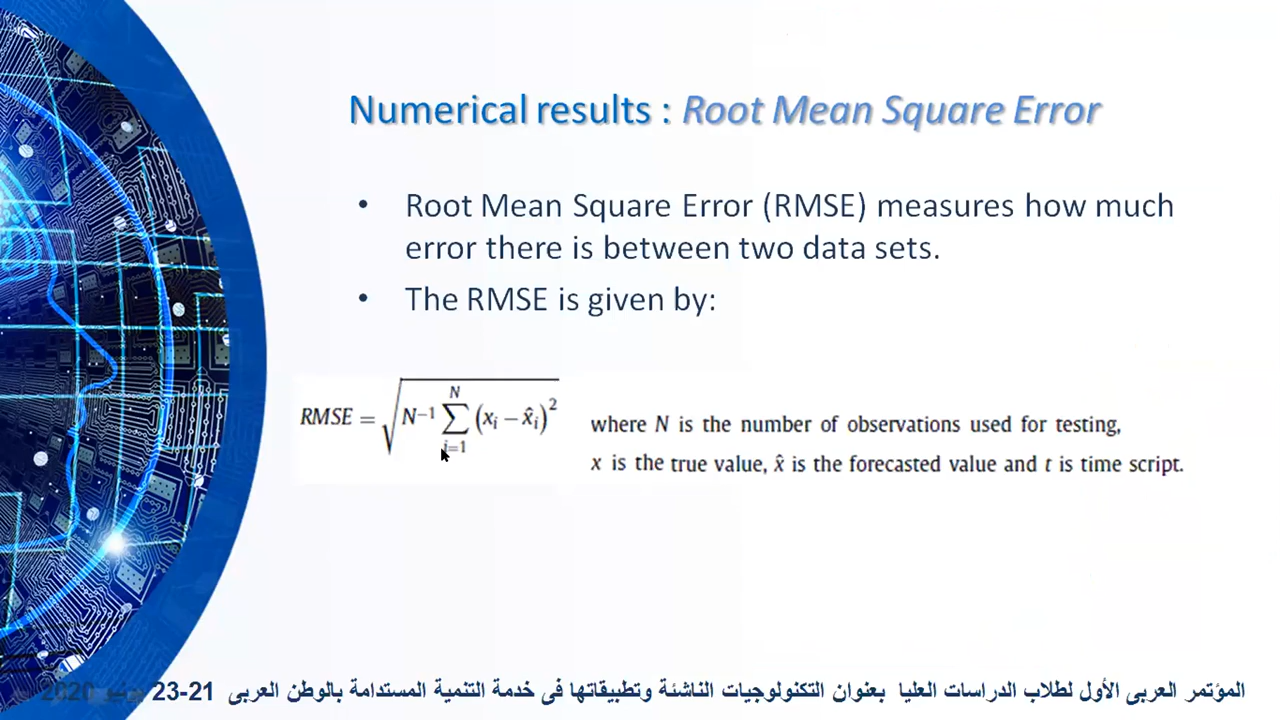 Numerical results : Root Mean Square Error
• Root Mean Square Error (RMSE) measures how much
error there is between two data sets.
• The RMSE is given by:
RMSE = √(N⁻¹ ∑ᵢ₌₁ᴺ (xᵢ − x̂ᵢ)²)
where N is the number of observations used for testing,
x is the true value, x̂ is the forecasted value and t is time script.
المؤتمر العربى الأول لطلاب الدراسات العليا بعنوان التكنولوجيات الناشئة وتطبيقاتها فى خدمة التنمية المستدامة بالوطن العربى 21-23 يونيو 2020